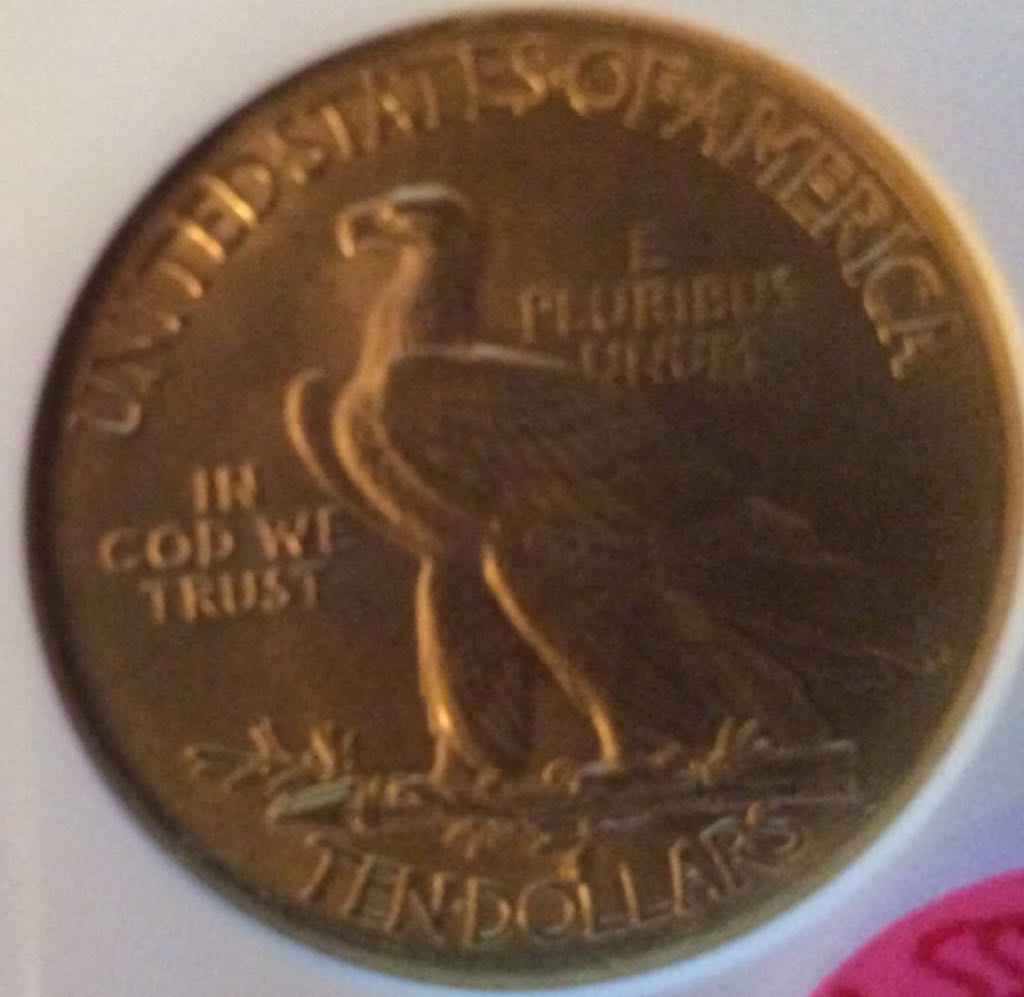 UNITED·STATES·OF·AMERICA
E
PLURIBUS
UNUM
IN
GOD WE
TRUST
TEN·DOLLARS